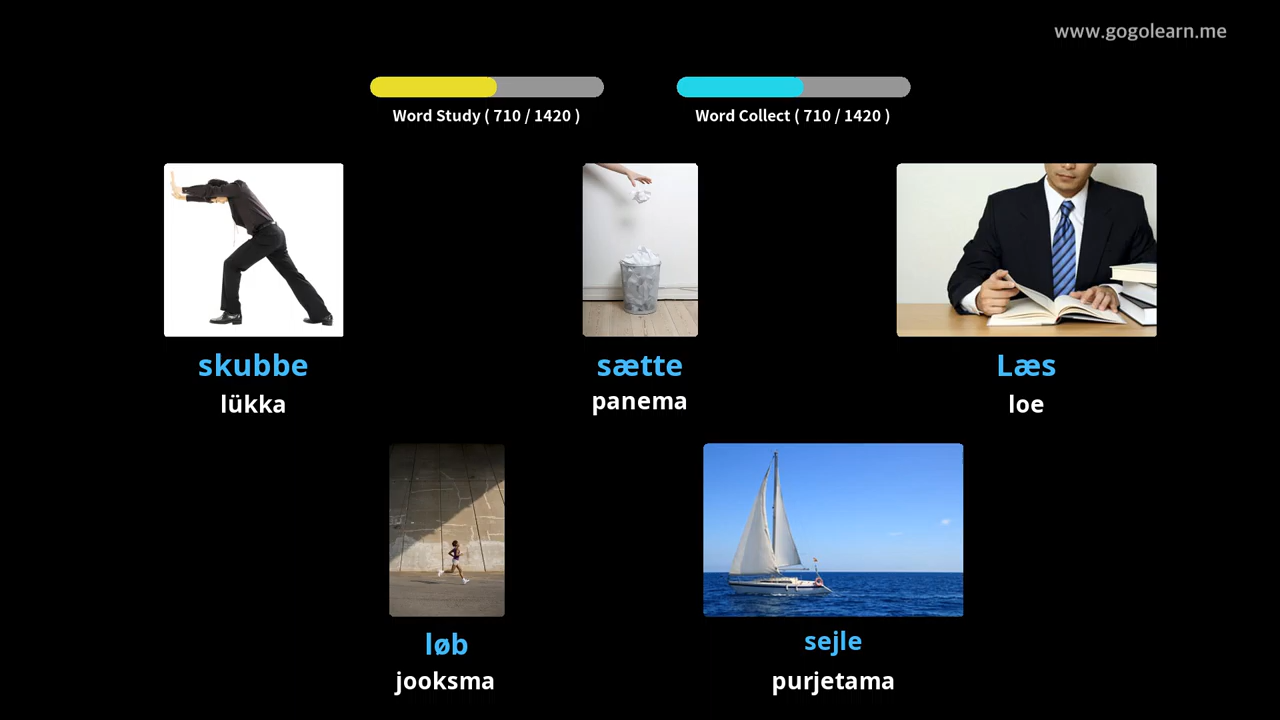 www.gogolearn.me
Word Study ( 710 / 1420 )
Word Collect ( 710 / 1420 )
skubbe
lükka
sætte
panema
Læs
loe
løb
jooksma
sejle
purjetama